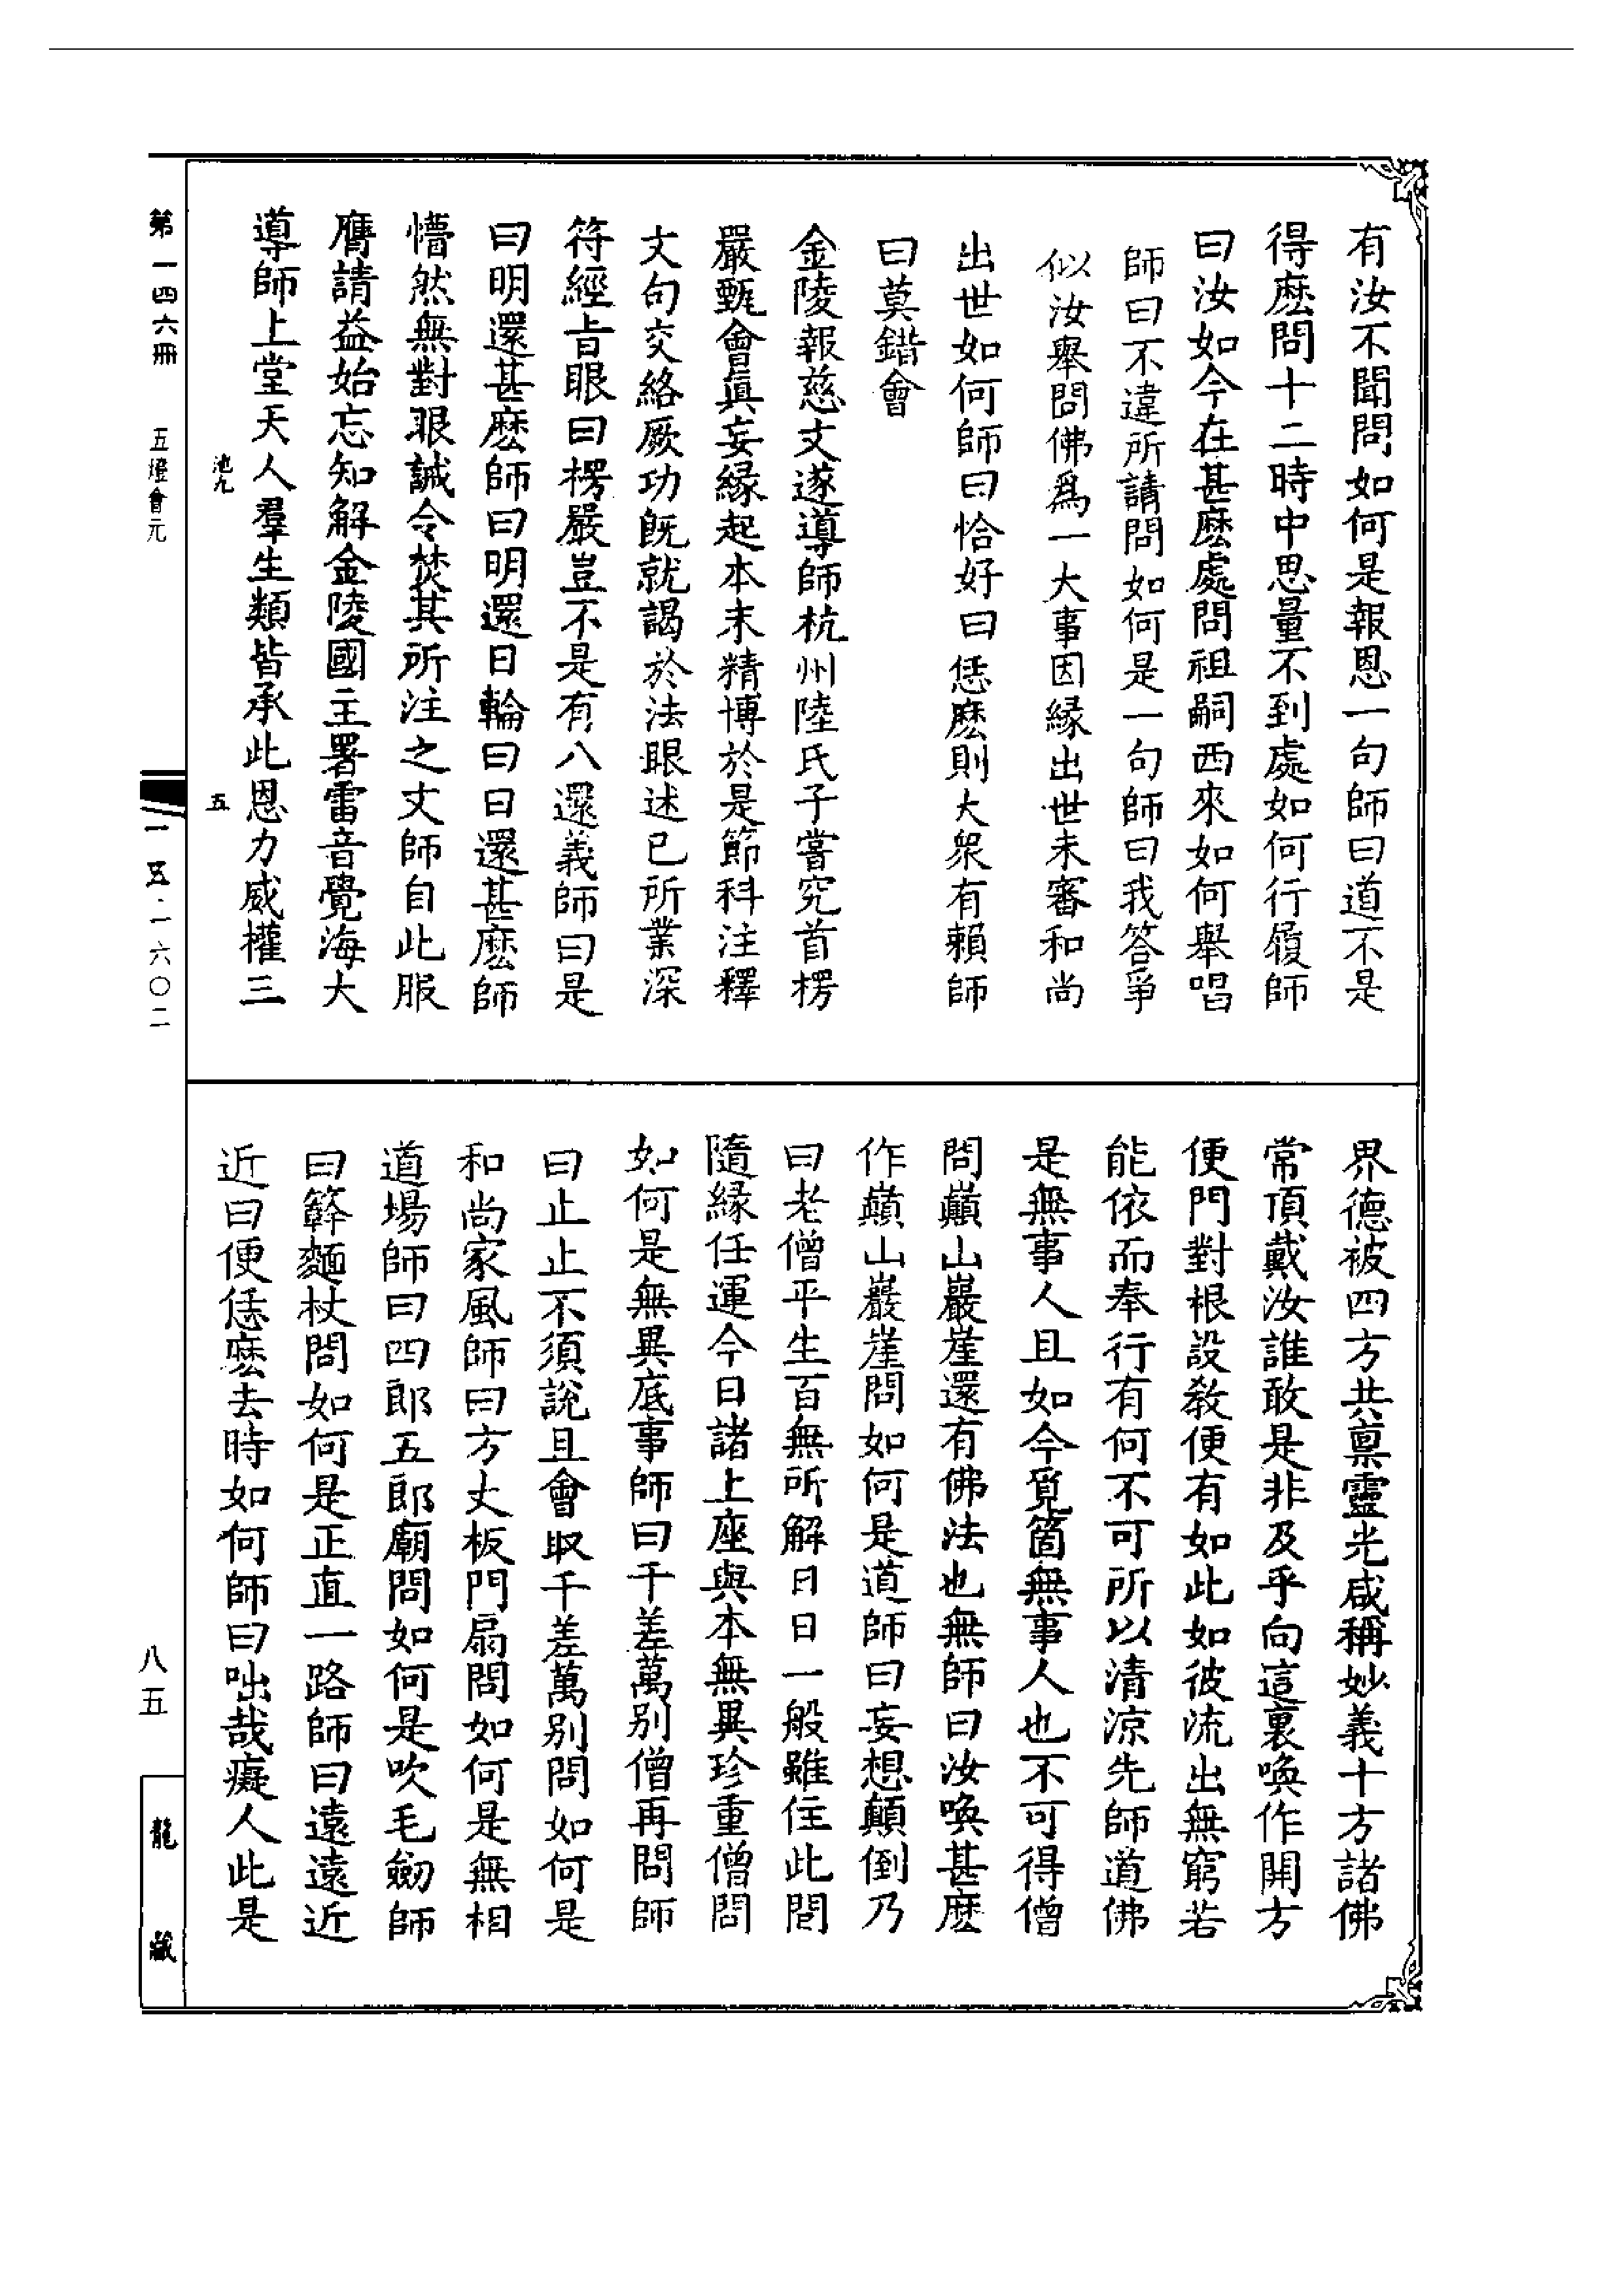 有汝不聞問如何是報恩一句師曰道不是
得麽問十二時中思量不到處如何行履師
曰汝如今在甚麽處問祖嗣西來如何舉唱
師曰不違所請問如何是一句師曰我答爭
似汝舉問佛爲一大事因緣出世未審和尚
出世如何師曰恰好曰恁麽則大衆有賴師
曰莫錯會
金陵報慈文遂導師杭州陸氏子嘗究首楞
嚴甄會眞妄緣起本末精博於是節科注釋
文句交絡厥功旣就謁於法眼述已所業深
符經旨眼曰楞嚴豈不是有八還義師曰是
曰明還甚麽師曰明還日輪曰日還甚麽師
懵然無對眼誡令焚其所注之文師自此服
膺請益始忘知解金陵國主署雷音覺海大
導師上堂天人羣生類皆承此恩力威權三
池九
五
界德被四方共稟靈光咸稱妙義十方諸佛
常頂戴汝誰敢是非及乎向這裏喚作開方
便門對根設敎便有如此如彼流出無窮若
能依而奉行有何不可所以清涼先師道佛
是無事人且如今覓箇無事人也不可得僧
問巔山巖崖還有佛法也無師曰汝喚甚麽
作巔山巖崖問如何是道師曰妄想顛倒乃
曰老僧平生百無所解日日一般雖住此間
隨緣任運今日諸上座與本無異珍重僧問
如何是無異底事師曰千差萬別僧再問師
曰止止不須說且會取千差萬別問如何是
和尚家風師曰方丈板門扇問如何是無相
道場師曰四郎五郎廟問如何是吹毛劒師
曰簳麵杖問如何是正直一路師曰遠遠近
近曰便恁麽去時如何師曰咄哉癡人此是
第一四六冊
五燈會元
一五·一六〇二
八五
龍藏